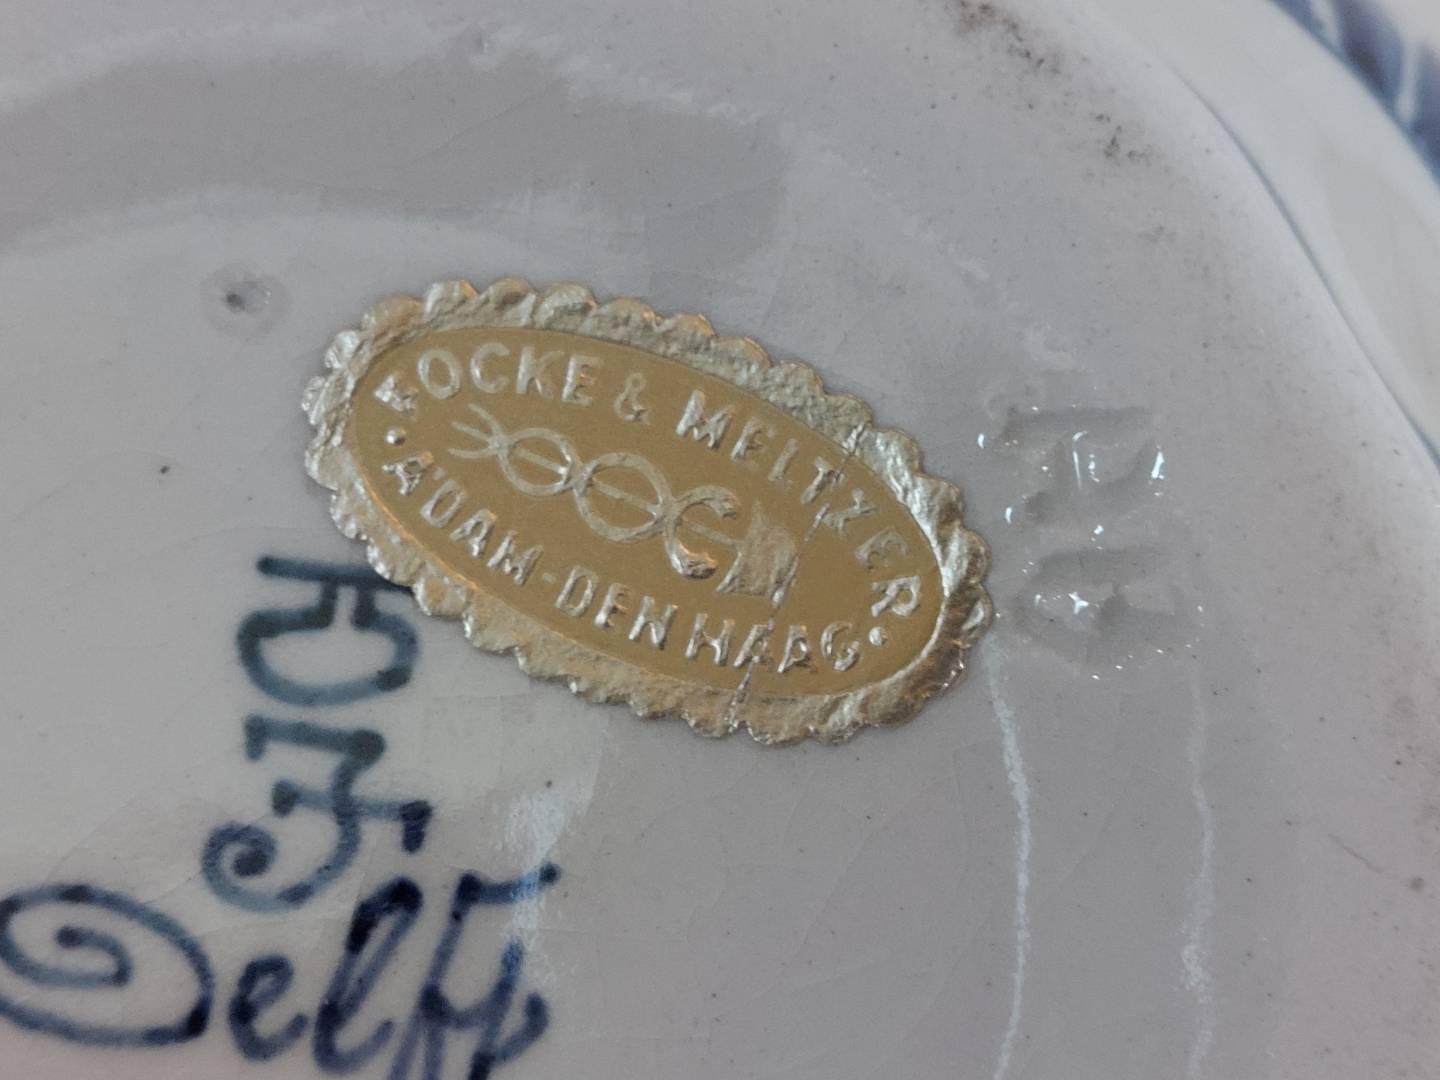 FOCKE & MELTZER
A'DAM-DEN HAAG
Delft